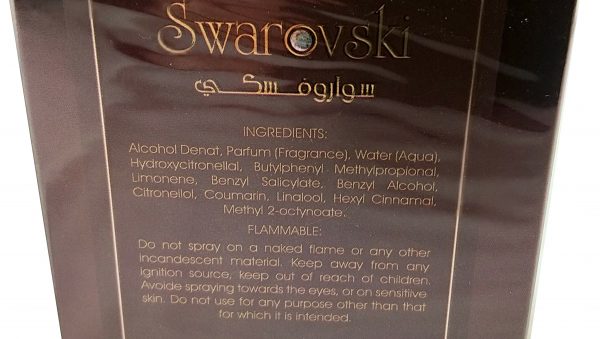 Swarovski
سواروفسكي
INGREDIENTS:
Alcohol Denat, Parfum (Fragrance), Water (Aqua),
Hydroxycitronellal, Butylphenyl Methylpropional,
Limonene, Benzyl Salicylate, Benzyl Alcohol,
Citronellol, Coumarin, Linalool, Hexyl Cinnamal,
Methyl 2-octynoate.
FLAMMABLE:
Do not spray on a naked flame or any other
incandescent material. Keep away from any
ignition source, keep out of reach of children.
Avoide spraying towards the eyes, or on sensitive
skin. Do not use for any purpose other than that
for which it is intended.